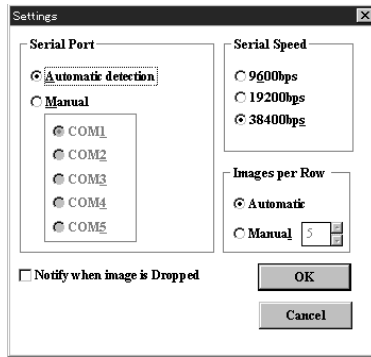 Settings
Serial Port
Automatic detection
Manual
COM1
COM2
COM3
COM4
COM5
Serial Speed
9600bps
19200bps
38400bps
Images per Row
Automatic
Manual 5
Notify when image is Dropped
OK
Cancel